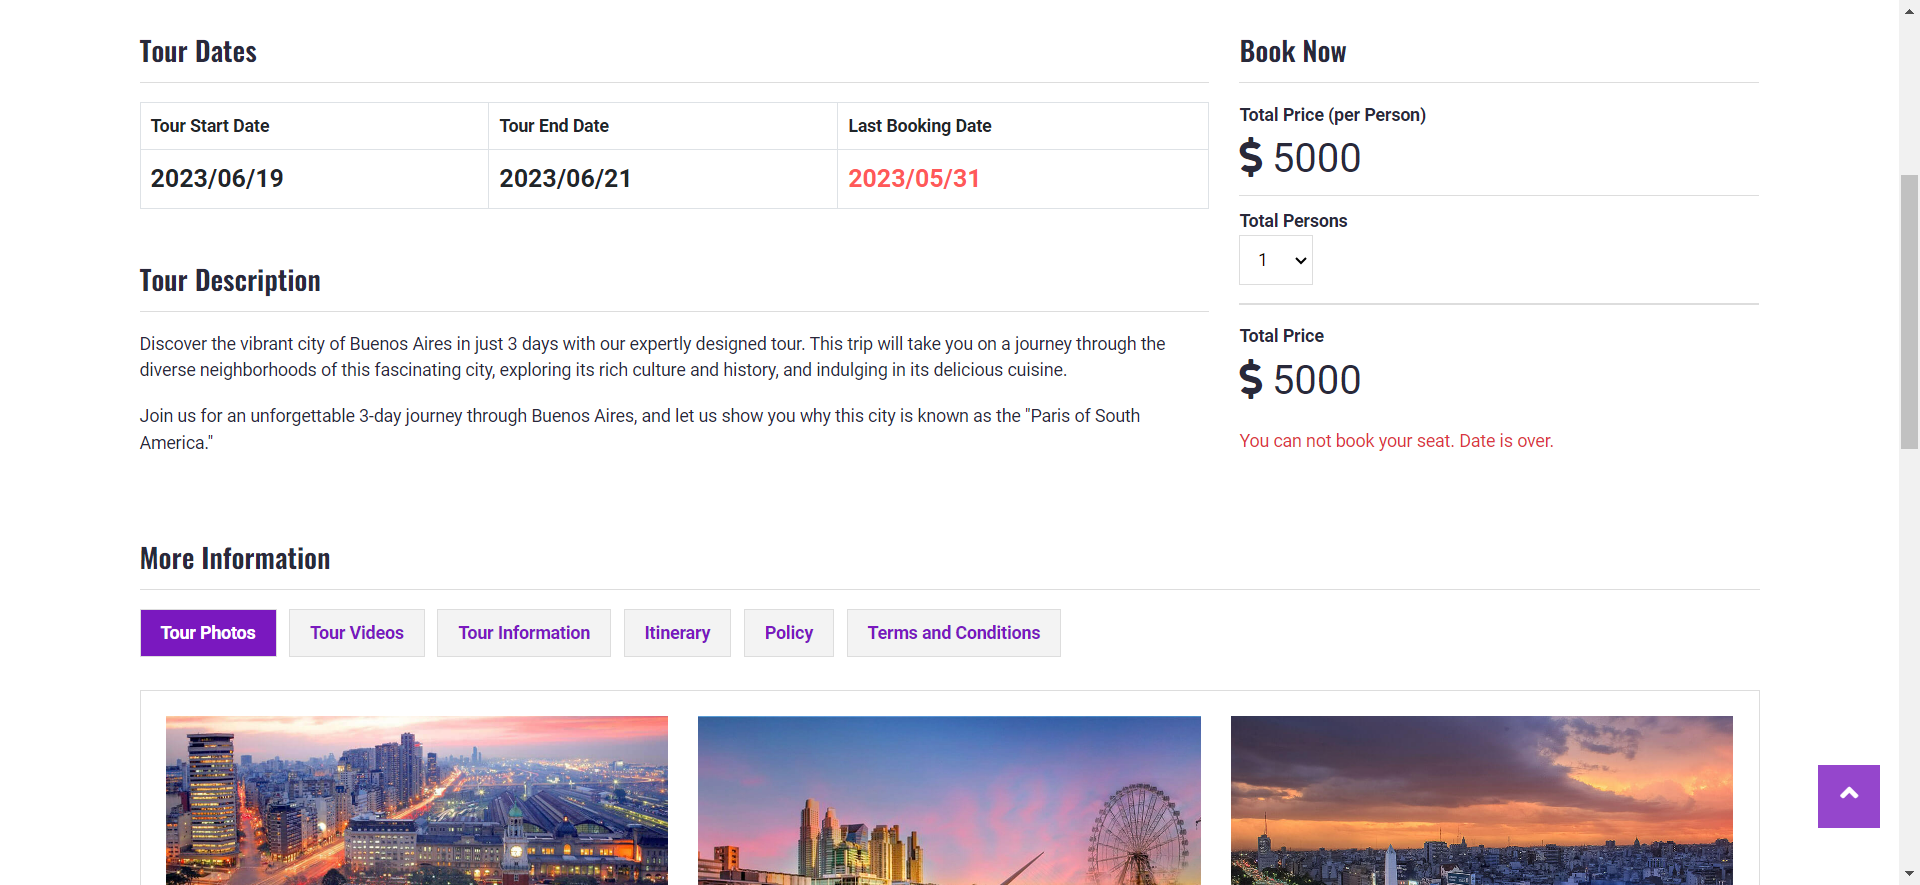 Tour Dates
Tour Start Date
Tour End Date
Last Booking Date
2023/06/19
2023/06/21
2023/05/31
Tour Description
Discover the vibrant city of Buenos Aires in just 3 days with our expertly designed tour. This trip will take you on a journey through the
diverse neighborhoods of this fascinating city, exploring its rich culture and history, and indulging in its delicious cuisine.
Join us for an unforgettable 3-day journey through Buenos Aires, and let us show you why this city is known as the "Paris of South
America."
Book Now
Total Price (per Person)
$ 5000
Total Persons
1
Total Price
$ 5000
You can not book your seat. Date is over.
More Information
Tour Photos
Tour Videos
Tour Information
Itinerary
Policy
Terms and Conditions